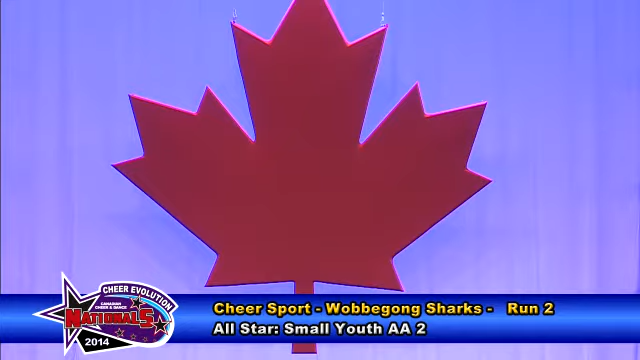 CHEER EVOLUTION
CANADIAN
CHEER & DANCE
NATIONALS
2014
Cheer Sport - Wobbegong Sharks - Run 2
All Star: Small Youth AA 2